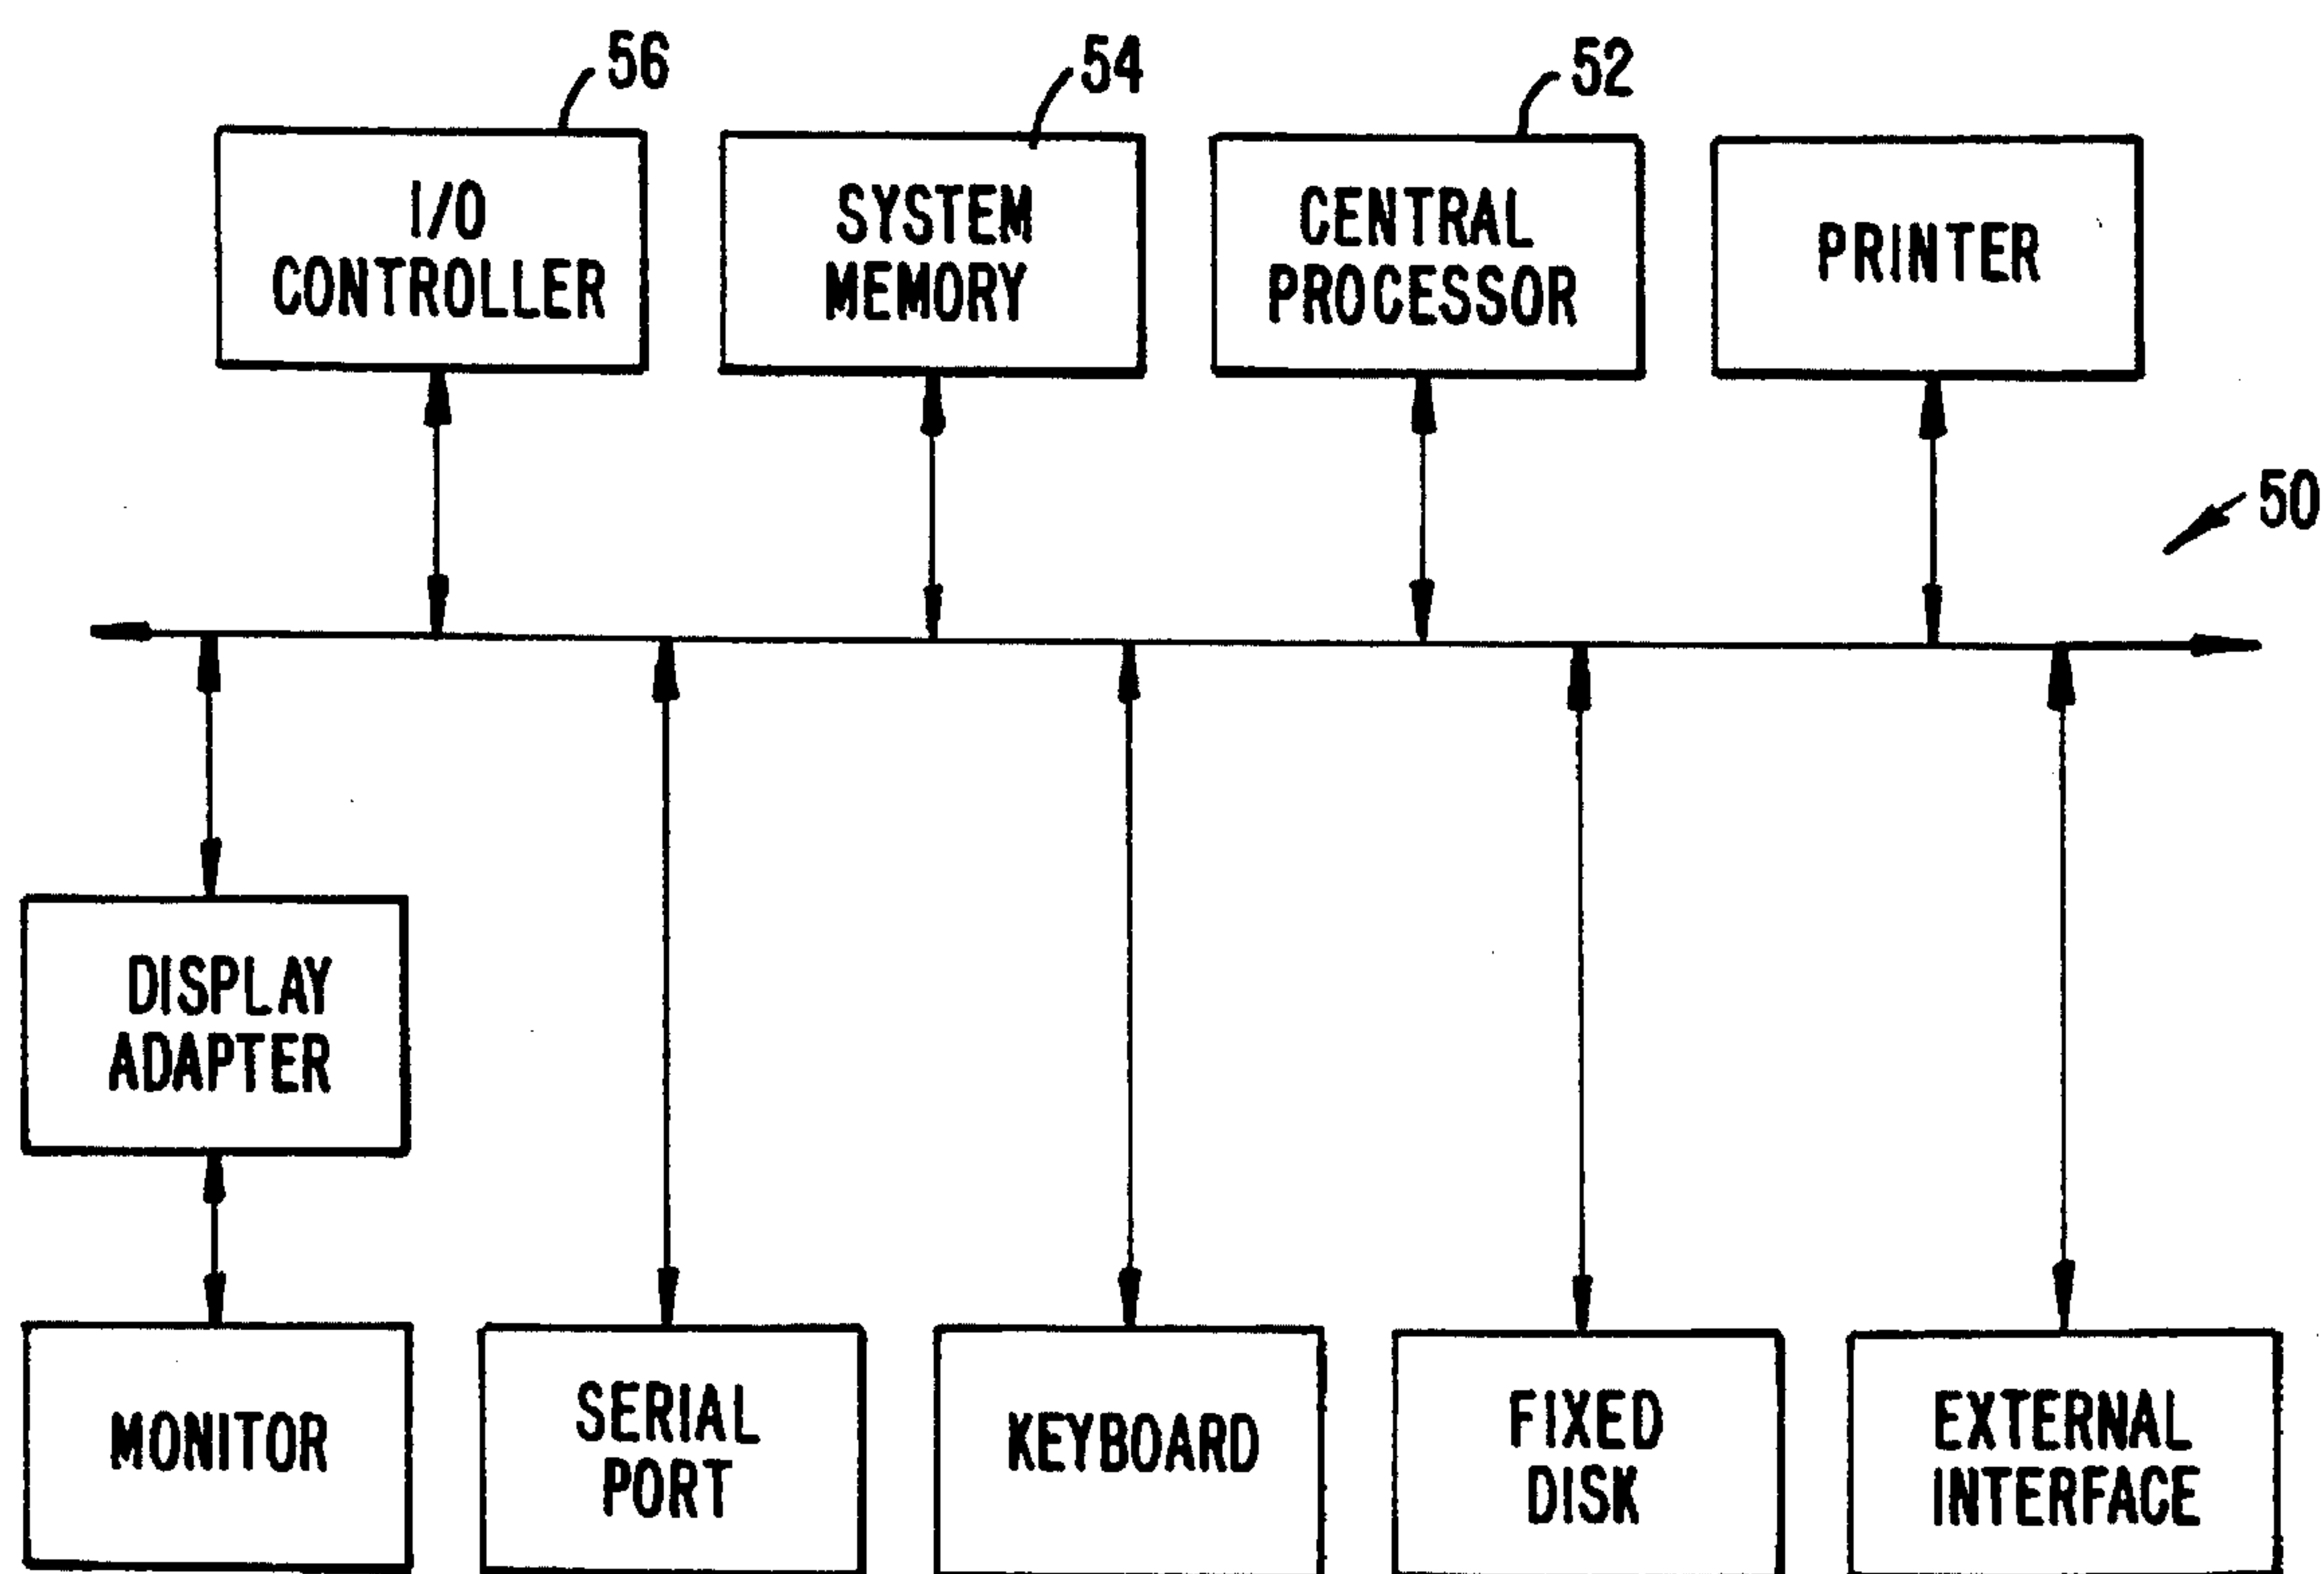 56
54
52
I/O
CONTROLLER
SYSTEM
MEMORY
CENTRAL
PROCESSOR
PRINTER
50
DISPLAY
ADAPTER
MONITOR
SERIAL
PORT
KEYBOARD
FIXED
DISK
EXTERNAL
INTERFACE